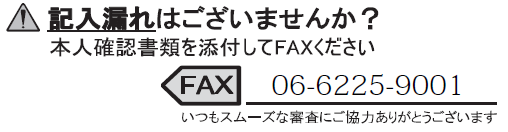 記入漏れはございませんか？
本人確認書類を添付してFAXください
FAX 06-6225-9001
いつもスムーズな審査にご協力ありがとうございます